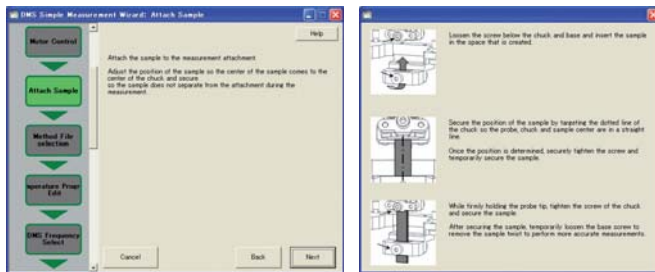 DMS Simple Measurement Wizard: Attach Sample
Help
Motor Control
Attach Sample
Method File
selection
emperature Progr
Edit
DMS Frequency
Select
Attach the sample to the measurement attachment.
Adjust the position of the sample so the center of the sample comes to the
center of the chuck and secure.
so the sample does not separate from the attachment during the
measurement.
Cancel
Back
Next
Loosen the screw below the chuck and base and insert the sample
in the space that is created.
Secure the position of the sample by targeting the dotted line of
the chuck so the probe, chuck and sample center are in a straight
line.
Once the position is determined, securely tighten the screw and
temporarily secure the sample.
While firmly holding the probe tip, tighten the screw of the chuck
and secure the sample.
After securing the sample, temporarily loosen the base screw to
remove the sample twist to perform more accurate measurements.